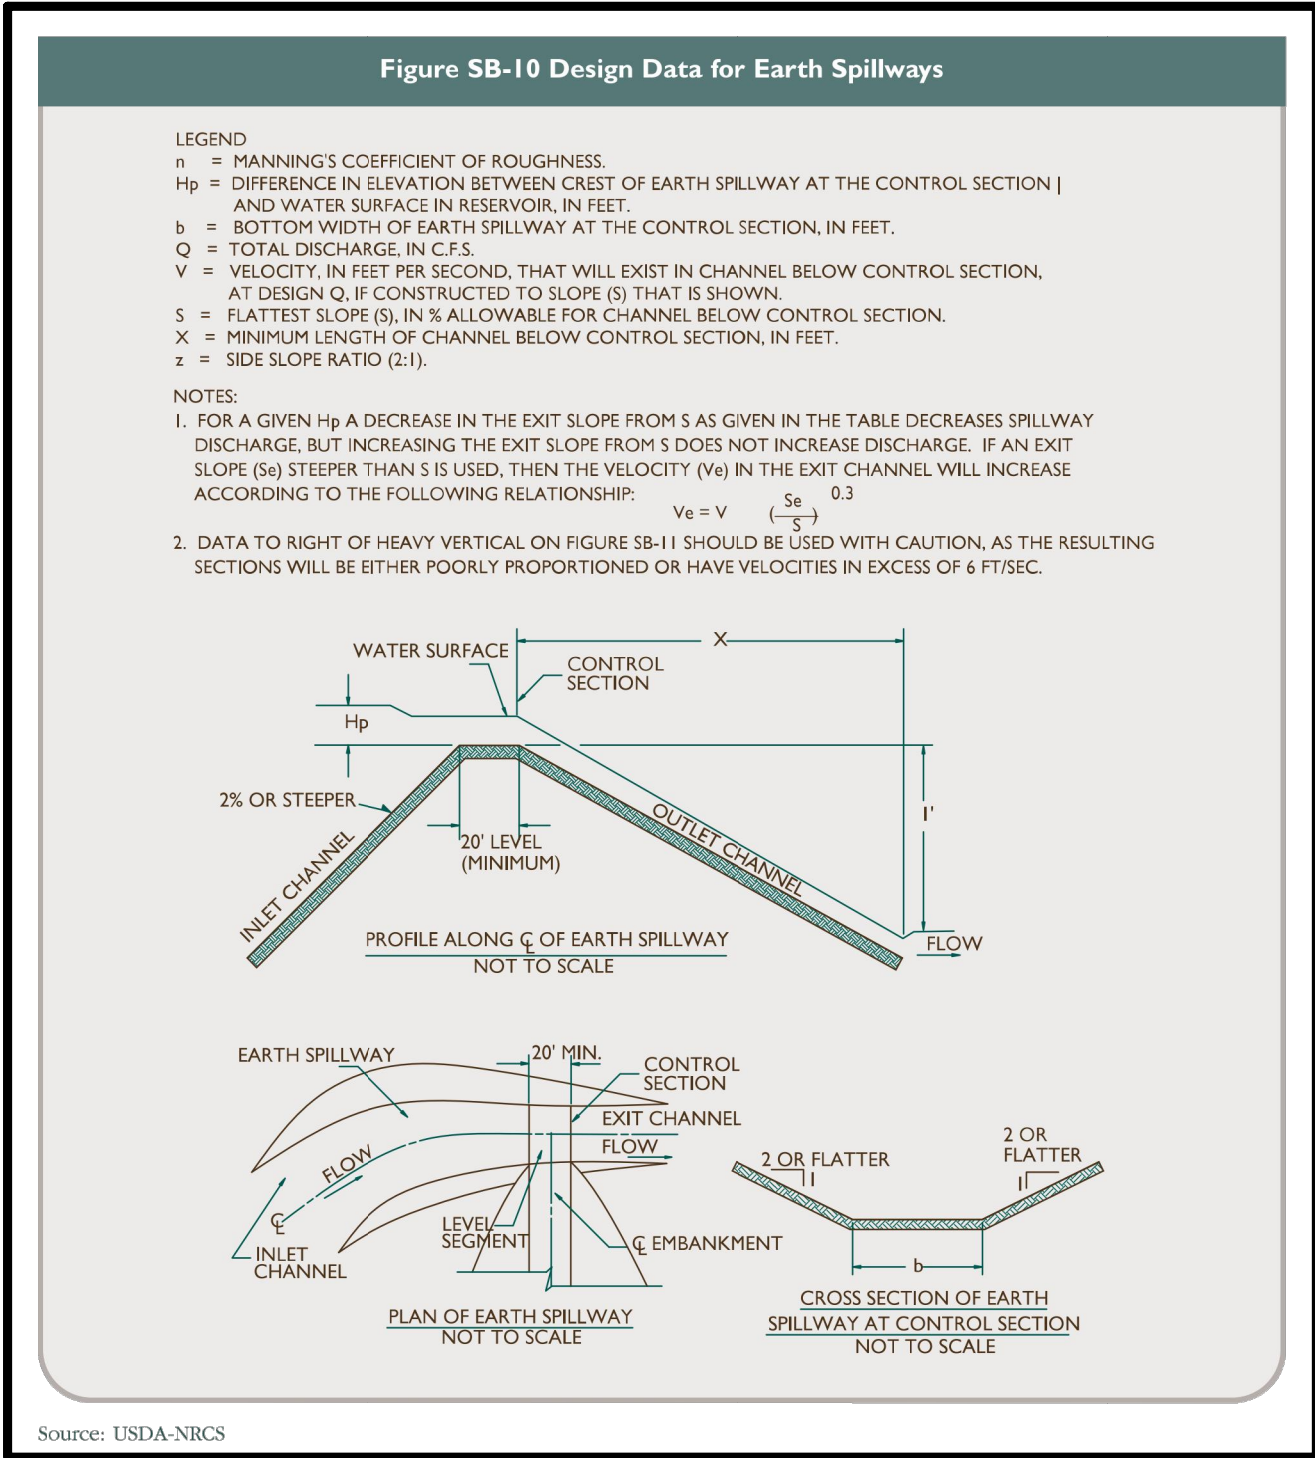 Figure SB-10 Design Data for Earth Spillways
LEGEND
n = MANNING'S COEFFICIENT OF ROUGHNESS.
Hp = DIFFERENCE IN ELEVATION BETWEEN CREST OF EARTH SPILLWAY AT THE CONTROL SECTION |
AND WATER SURFACE IN RESERVOIR, IN FEET.
b = BOTTOM WIDTH OF EARTH SPILLWAY AT THE CONTROL SECTION, IN FEET.
Q = TOTAL DISCHARGE, IN C.F.S.
V = VELOCITY, IN FEET PER SECOND, THAT WILL EXIST IN CHANNEL BELOW CONTROL SECTION,
AT DESIGN Q, IF CONSTRUCTED TO SLOPE (S) THAT IS SHOWN.
S = FLATTEST SLOPE (S), IN % ALLOWABLE FOR CHANNEL BELOW CONTROL SECTION.
X = MINIMUM LENGTH OF CHANNEL BELOW CONTROL SECTION, IN FEET.
z = SIDE SLOPE RATIO (2:1).
NOTES:
1. FOR A GIVEN Hp A DECREASE IN THE EXIT SLOPE FROM S AS GIVEN IN THE TABLE DECREASES SPILLWAY
DISCHARGE, BUT INCREASING THE EXIT SLOPE FROM S DOES NOT INCREASE DISCHARGE. IF AN EXIT
SLOPE (Se) STEEPER THAN S IS USED, THEN THE VELOCITY (Ve) IN THE EXIT CHANNEL WILL INCREASE
ACCORDING TO THE FOLLOWING RELATIONSHIP:
Ve = V (Se/S) 0.3
2. DATA TO RIGHT OF HEAVY VERTICAL ON FIGURE SB-11 SHOULD BE USED WITH CAUTION, AS THE RESULTING
SECTIONS WILL BE EITHER POORLY PROPORTIONED OR HAVE VELOCITIES IN EXCESS OF 6 FT/SEC.
X
WATER SURFACE
CONTROL
SECTION
Hp
2% OR STEEPER
INLET CHANNEL
20' LEVEL
(MINIMUM)
OUTLET CHANNEL
1'
FLOW
PROFILE ALONG ℄ OF EARTH SPILLWAY
NOT TO SCALE
EARTH SPILLWAY
20' MIN.
CONTROL
SECTION
EXIT CHANNEL
FLOW
FLOW
℄
INLET
CHANNEL
LEVEL
SEGMENT
℄ EMBANKMENT
PLAN OF EARTH SPILLWAY
NOT TO SCALE
2 OR FLATTER
1
2 OR
FLATTER
1
b
CROSS SECTION OF EARTH
SPILLWAY AT CONTROL SECTION
NOT TO SCALE
Source: USDA-NRCS